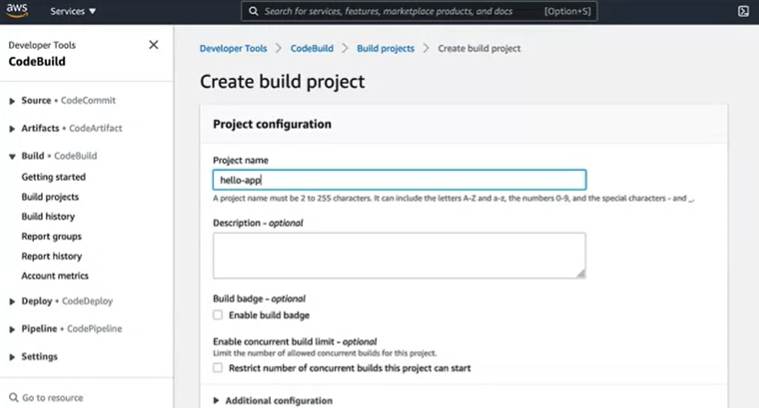 aws
Services ▼
Search for services, features, marketplace products, and docs
[Option+S]
Developer Tools
CodeBuild
Source • CodeCommit
Artifacts • CodeArtifact
Build • CodeBuild
Getting started
Build projects
Build history
Report groups
Report history
Account metrics
Deploy • CodeDeploy
Pipeline • CodePipeline
Settings
Go to resource
Developer Tools > CodeBuild > Build projects > Create build project
Create build project
Project configuration
Project name
hello-app
A project name must be 2 to 255 characters. It can include the letters A-Z and a-z, the numbers 0-9, and the special characters - and _.
Description - optional
Build badge - optional
Enable build badge
Enable concurrent build limit - optional
Limit the number of allowed concurrent builds for this project.
Restrict number of concurrent builds this project can start
Additional configuration